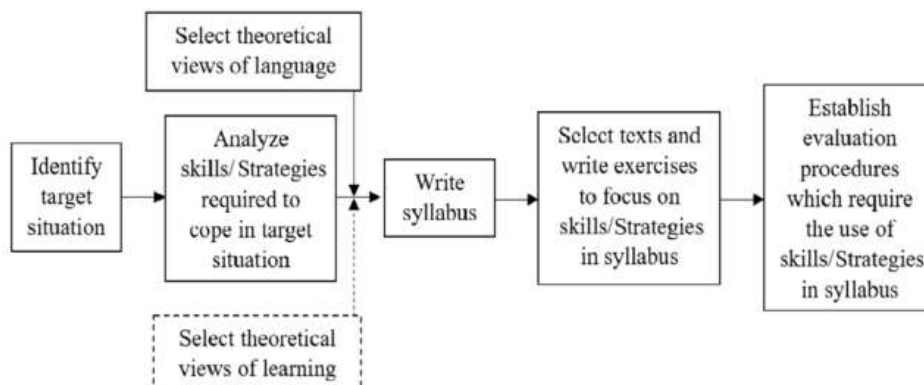 Select theoretical
views of language
Identify
target
situation
Analyze
skills/Strategies
required to
cope in target
situation
Write
syllabus
Select texts and
write exercises
to focus on
skills/Strategies
in syllabus
Establish
evaluation
procedures
which require
the use of
skills/Strategies
in syllabus
Select theoretical
views of learning